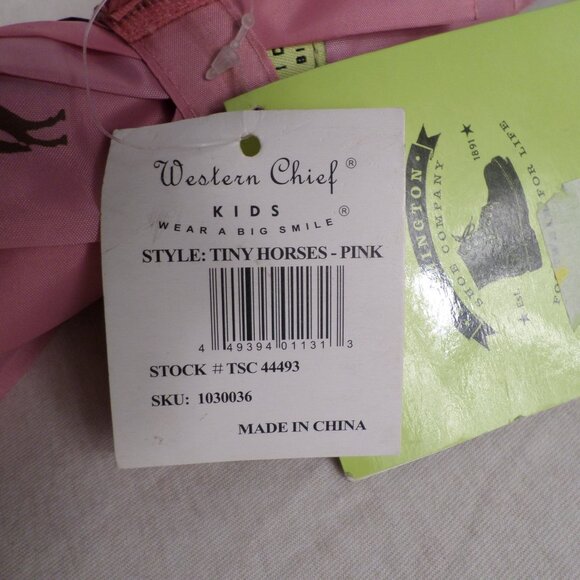 Western Chief ®
KIDS
WEAR A BIG SMILE ®
STYLE: TINY HORSES - PINK
4 49394 01131 3
STOCK # TSC 44493
SKU: 1030036
MADE IN CHINA
INGTON
SHOE COMPANY
1891
FOR LIFE